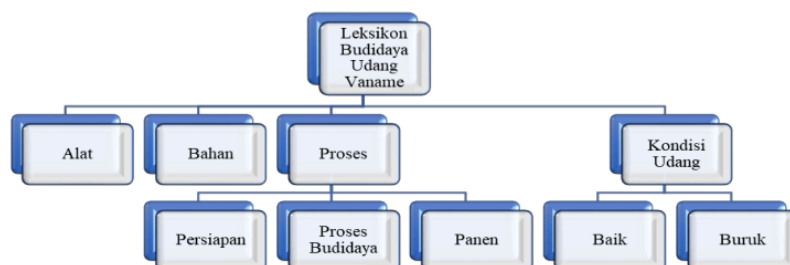 Leksikon
Budidaya
Udang
Vaname
Alat
Bahan
Proses
Kondisi
Udang
Persiapan
Proses
Budidaya
Panen
Baik
Buruk